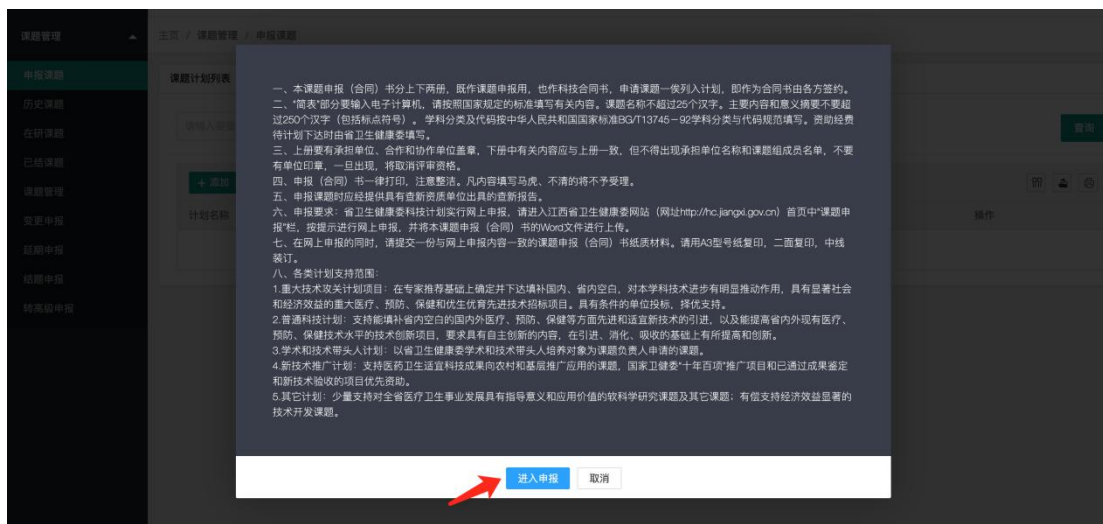 课题管理
主页 / 课题管理 / 申报课题
申报课题
课题计划列表
历史课题
在研课题
查询
已结课题
课题管理
+ 添加
变更申报
计划名称
操作
延期申报
结题申报
转高级申报
一、本课题申报（合同）书分上下两册，既作课题申报用，也作科技合同书，申请课题一俟列入计划，即作为合同书由各方签约。
二、“简表”部分要输入电子计算机，请按照国家规定的标准填写有关内容。课题名称不超过25个汉字。主要内容和意义摘要不要超
过250个汉字（包括标点符号）。 学科分类及代码按中华人民共和国国家标准BG/T13745－92学科分类与代码规范填写。资助经费
待计划下达时由省卫生健康委填写。
三、上册要有承担单位、合作和协作单位盖章，下册中有关内容应与上册一致，但不得出现承担单位名称和课题组成员名单，不要
有单位印章，一旦出现，将取消评审资格。
四、申报（合同）书一律打印，注意整洁。凡内容填写马虎、不清的将不予受理。
五、申报课题时应经提供具有查新资质单位出具的查新报告。
六、申报要求：省卫生健康委科技计划实行网上申报，请进入江西省卫生健康委网站（网址http://hc.jiangxi.gov.cn）首页中“课题申
报”栏，按提示进行网上申报，并将本课题申报（合同）书的Word文件进行上传。
七、在网上申报的同时，请提交一份与网上申报内容一致的课题申报（合同）书纸质材料。请用A3型号纸复印，二面复印，中线
装订。
八、各类计划支持范围：
1.重大技术攻关计划项目：在专家推荐基础上确定并下达填补国内、省内空白，对本学科技术进步有明显推动作用，具有显著社会
和经济效益的重大医疗、预防、保健和优生优育先进技术招标项目。具有条件的单位投标，择优支持。
2.普通科技计划：支持能填补省内空白的国内外医疗、预防、保健等方面先进和适宜新技术的引进，以及能提高省内外现有医疗、
预防、保健技术水平的技术创新项目，要求具有自主创新的内容，在引进、消化、吸收的基础上有所提高和创新。
3.学术和技术带头人计划：以省卫生健康委学术和技术带头人培养对象为课题负责人申请的课题。
4.新技术推广计划：支持医药卫生适宜科技成果向农村和基层推广应用的课题，国家卫健委“十年百项”推广项目和已通过成果鉴定
和新技术验收的项目优先资助。
5.其它计划：少量支持对全省医疗卫生事业发展具有指导意义和应用价值的软科学研究课题及其它课题；有偿支持经济效益显著的
技术开发课题。
进入申报
取消